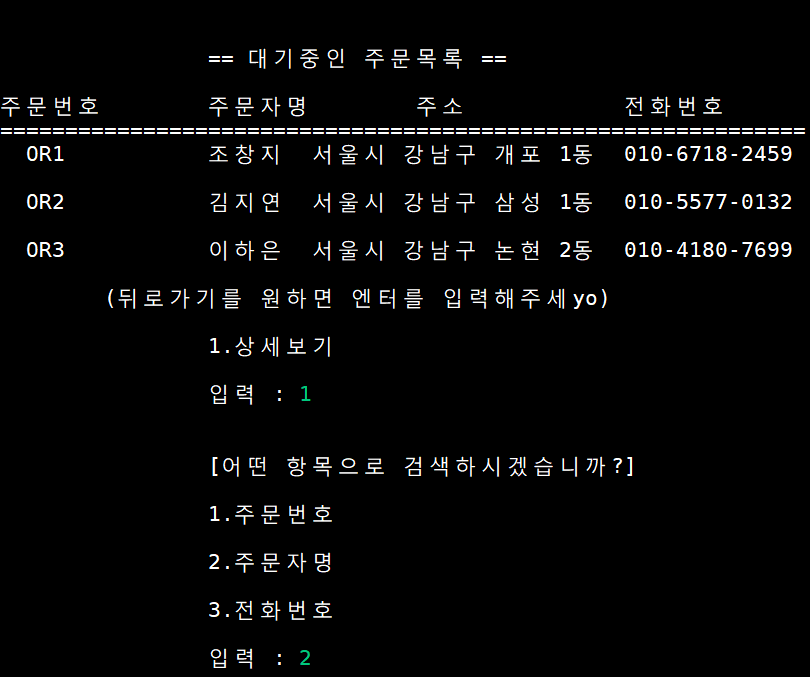 == 대기중인 주문목록 ==
주문번호 주문자명 주소 전화번호
==============================================================
OR1 조창지 서울시 강남구 개포 1동 010-6718-2459
OR2 김지연 서울시 강남구 삼성 1동 010-5577-0132
OR3 이하은 서울시 강남구 논현 2동 010-4180-7699
(뒤로가기를 원하면 엔터를 입력해주세yo)
1.상세보기
입력 : 1
[어떤 항목으로 검색하시겠습니까?]
1.주문번호
2.주문자명
3.전화번호
입력 : 2